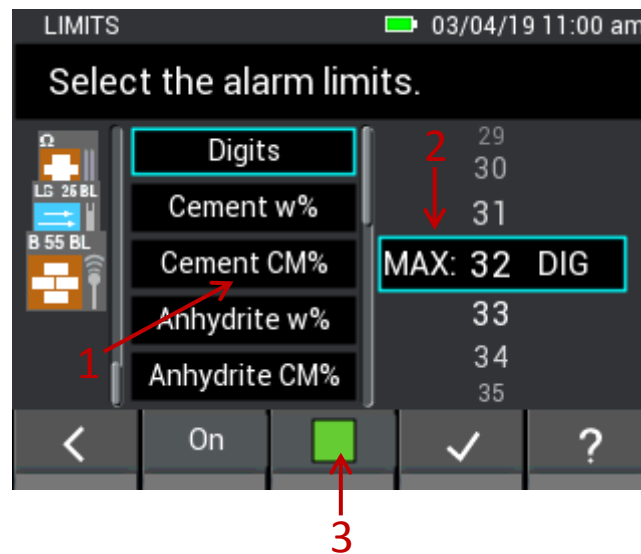 LIMITS 03/04/19 11:00 am
Select the alarm limits.
Ω
LG 25 BL
B 55 BL
Digits
Cement w%
Cement CM%
Anhydrite w%
Anhydrite CM%
2
29
30
31
MAX: 32 DIG
33
34
35
1
< On ✓ ?
3